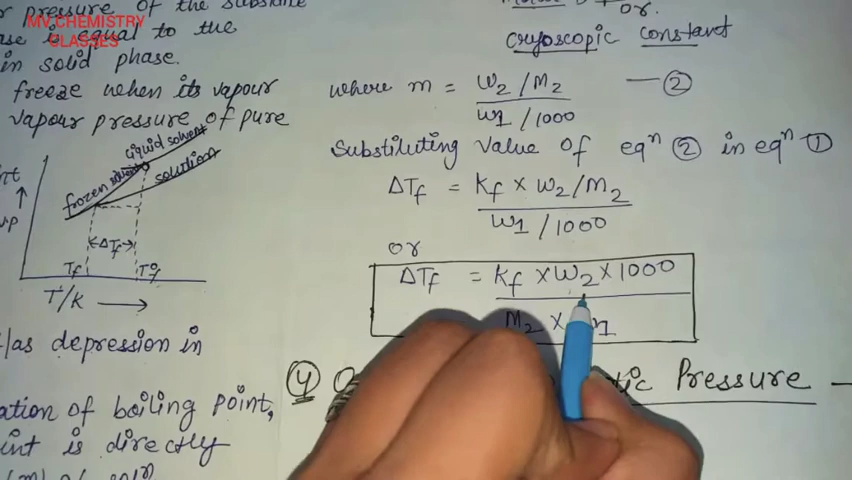 pressure of the substance
MV CHEMISTRY
CLASSES
is equal to the
in solid phase.
freeze when its vapour
vapour pressure of pure
liquid solvent
frozen solvent
solution
ΔTf
Tf
T°f
T/K
/as depression in
ation of boiling point,
int is directly
(m) of solⁿ
or.
cryoscopic constant
where m = W2/M2 — ②
W1/1000
Substituting value of eqⁿ ② in eqⁿ ①
ΔTf = Kf × W2/M2
W1/1000
or
ΔTf = Kf × W2 × 1000
M2 ×
④ Pressure —